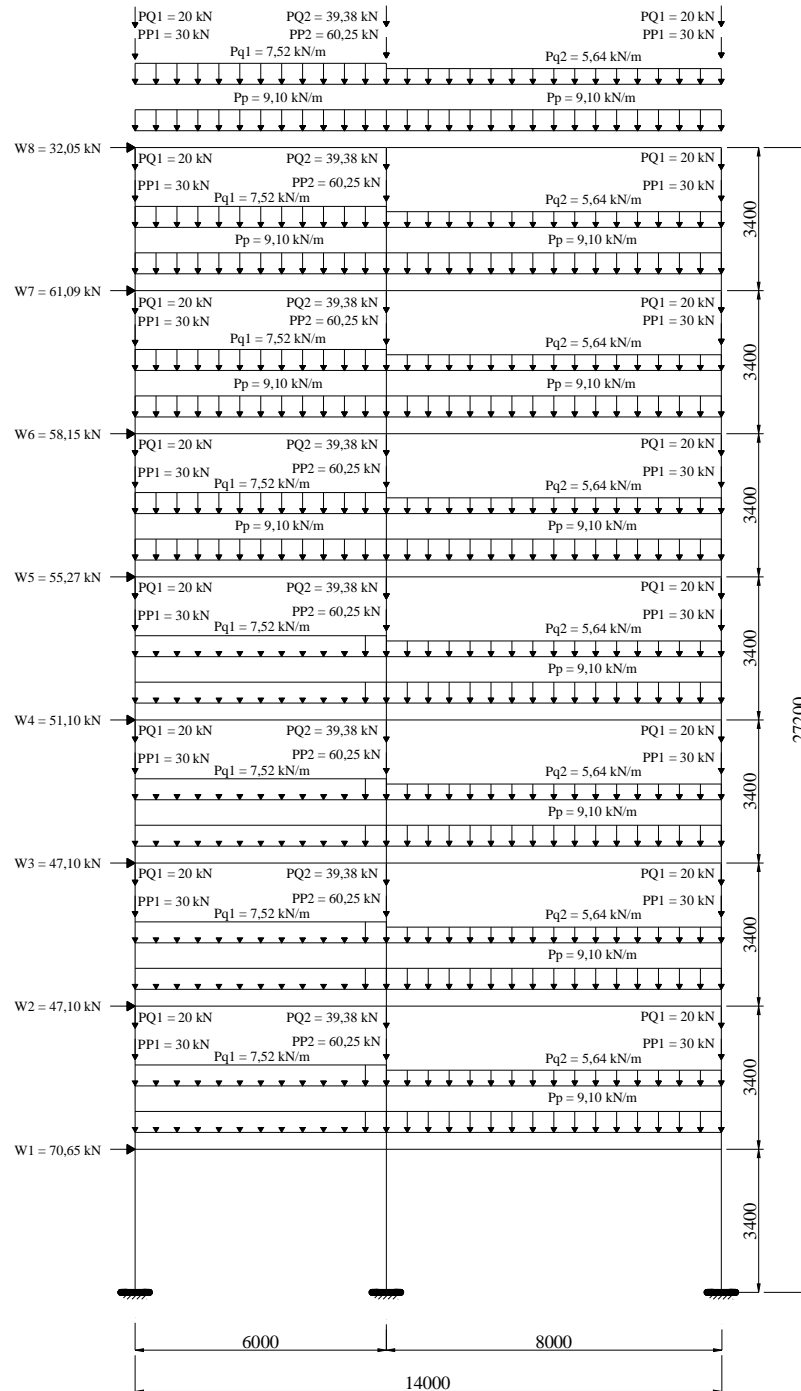 PQ1 = 20 kN PQ2 = 39,38 kN PQ1 = 20 kN
PP1 = 30 kN PP2 = 60,25 kN PP1 = 30 kN
Pq1 = 7,52 kN/m Pq2 = 5,64 kN/m
Pp = 9,10 kN/m Pp = 9,10 kN/m
W8 = 32,05 kN
PQ1 = 20 kN PQ2 = 39,38 kN PQ1 = 20 kN
PP1 = 30 kN PP2 = 60,25 kN PP1 = 30 kN
Pq1 = 7,52 kN/m Pq2 = 5,64 kN/m
3400
Pp = 9,10 kN/m Pp = 9,10 kN/m
W7 = 61,09 kN
PQ1 = 20 kN PQ2 = 39,38 kN PQ1 = 20 kN
PP1 = 30 kN PP2 = 60,25 kN PP1 = 30 kN
Pq1 = 7,52 kN/m Pq2 = 5,64 kN/m
3400
Pp = 9,10 kN/m Pp = 9,10 kN/m
W6 = 58,15 kN
PQ1 = 20 kN PQ2 = 39,38 kN PQ1 = 20 kN
PP1 = 30 kN PP2 = 60,25 kN PP1 = 30 kN
Pq1 = 7,52 kN/m Pq2 = 5,64 kN/m
3400
Pp = 9,10 kN/m Pp = 9,10 kN/m
W5 = 55,27 kN
PQ1 = 20 kN PQ2 = 39,38 kN PQ1 = 20 kN
PP1 = 30 kN PP2 = 60,25 kN PP1 = 30 kN
Pq1 = 7,52 kN/m Pq2 = 5,64 kN/m
3400
Pp = 9,10 kN/m
W4 = 51,10 kN
27200
PQ1 = 20 kN PQ2 = 39,38 kN PQ1 = 20 kN
PP1 = 30 kN PP2 = 60,25 kN PP1 = 30 kN
Pq1 = 7,52 kN/m Pq2 = 5,64 kN/m
3400
Pp = 9,10 kN/m
W3 = 47,10 kN
PQ1 = 20 kN PQ2 = 39,38 kN PQ1 = 20 kN
PP1 = 30 kN PP2 = 60,25 kN PP1 = 30 kN
Pq1 = 7,52 kN/m Pq2 = 5,64 kN/m
3400
Pp = 9,10 kN/m
W2 = 47,10 kN
PQ1 = 20 kN PQ2 = 39,38 kN PQ1 = 20 kN
PP1 = 30 kN PP2 = 60,25 kN PP1 = 30 kN
Pq1 = 7,52 kN/m Pq2 = 5,64 kN/m
3400
Pp = 9,10 kN/m
W1 = 70,65 kN
3400
6000 8000
14000